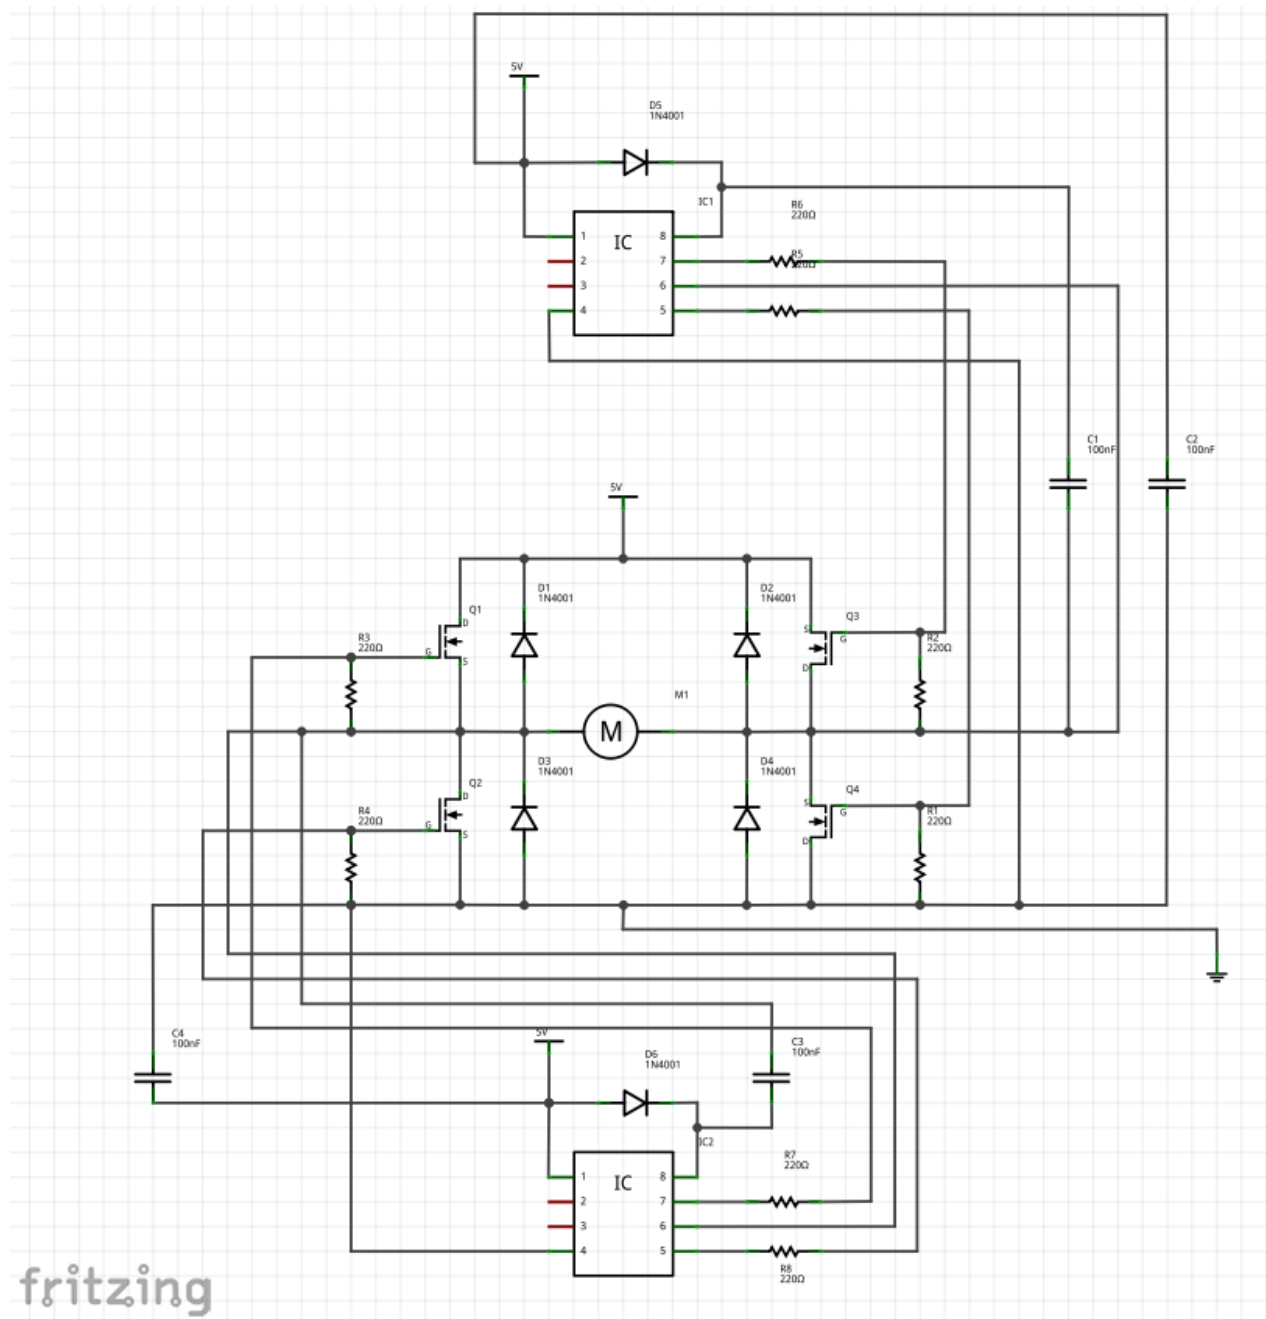 5V
D5
1N4001
IC1
R6
220Ω
IC
1
8
2
7
R5
220Ω
3
6
4
5
C1
100nF
C2
100nF
5V
D1
1N4001
D2
1N4001
Q1
D
G
S
Q3
S
G
D
R3
220Ω
R2
220Ω
M1
M
D3
1N4001
D4
1N4001
Q2
D
G
S
Q4
S
G
D
R4
220Ω
R1
220Ω
C4
100nF
5V
D6
1N4001
C3
100nF
IC2
R7
220Ω
IC
1
8
2
7
3
6
4
5
R8
220Ω
fritzing